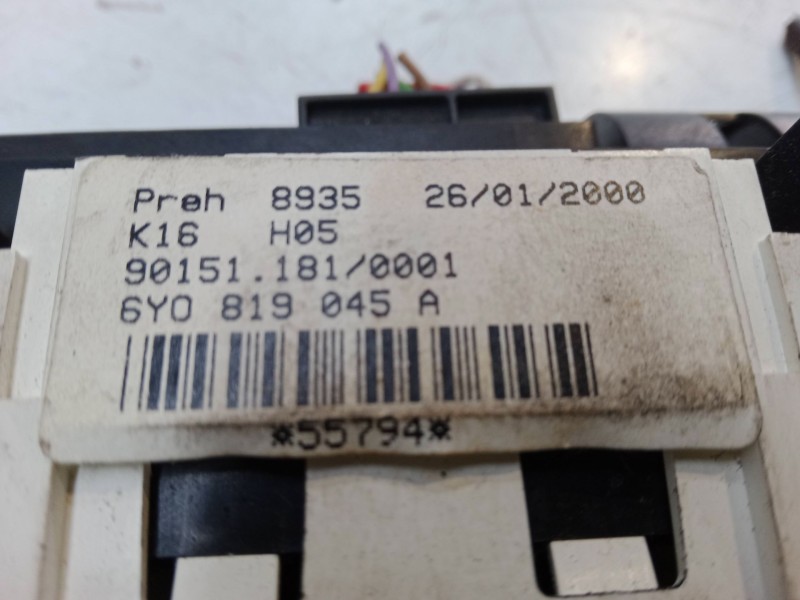 Preh 8935 26/01/2000
K16 H05
90151.181/0001
6Y0 819 045 A
*55794*